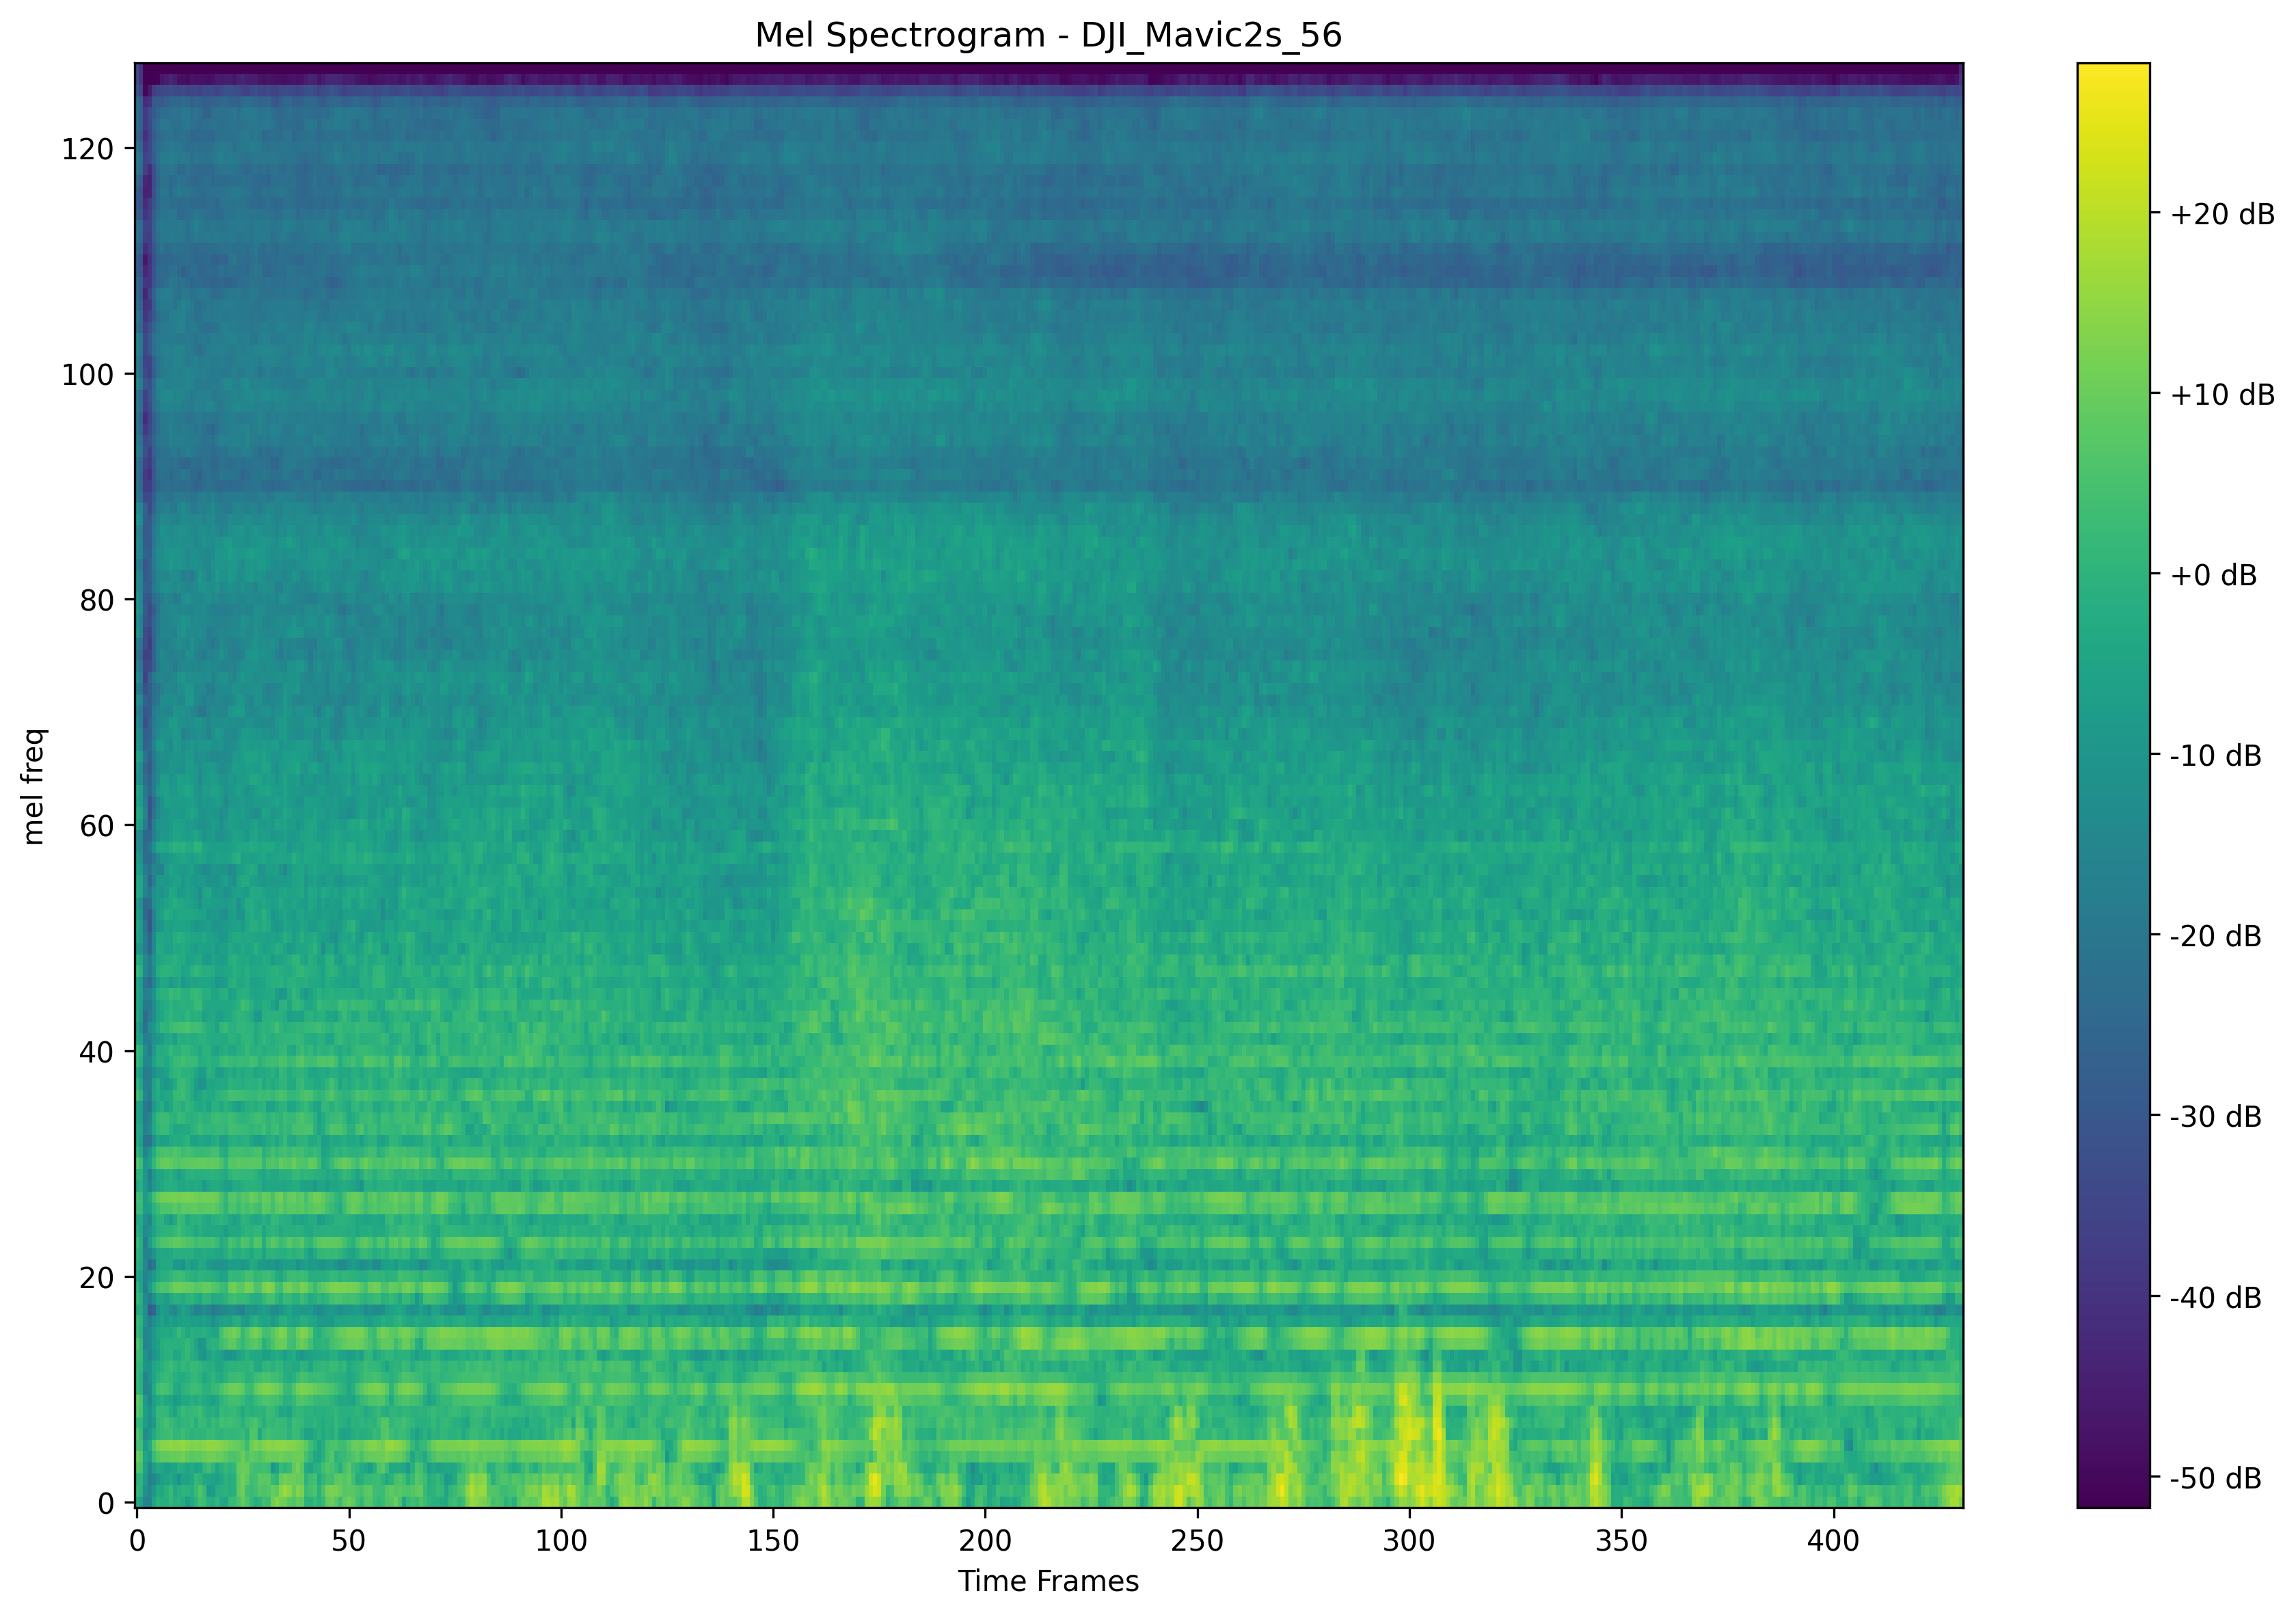 Mel Spectrogram - DJI_Mavic2s_56
mel freq
120
100
80
60
40
20
0
0 50 100 150 200 250 300 350 400
Time Frames
+20 dB
+10 dB
+0 dB
-10 dB
-20 dB
-30 dB
-40 dB
-50 dB